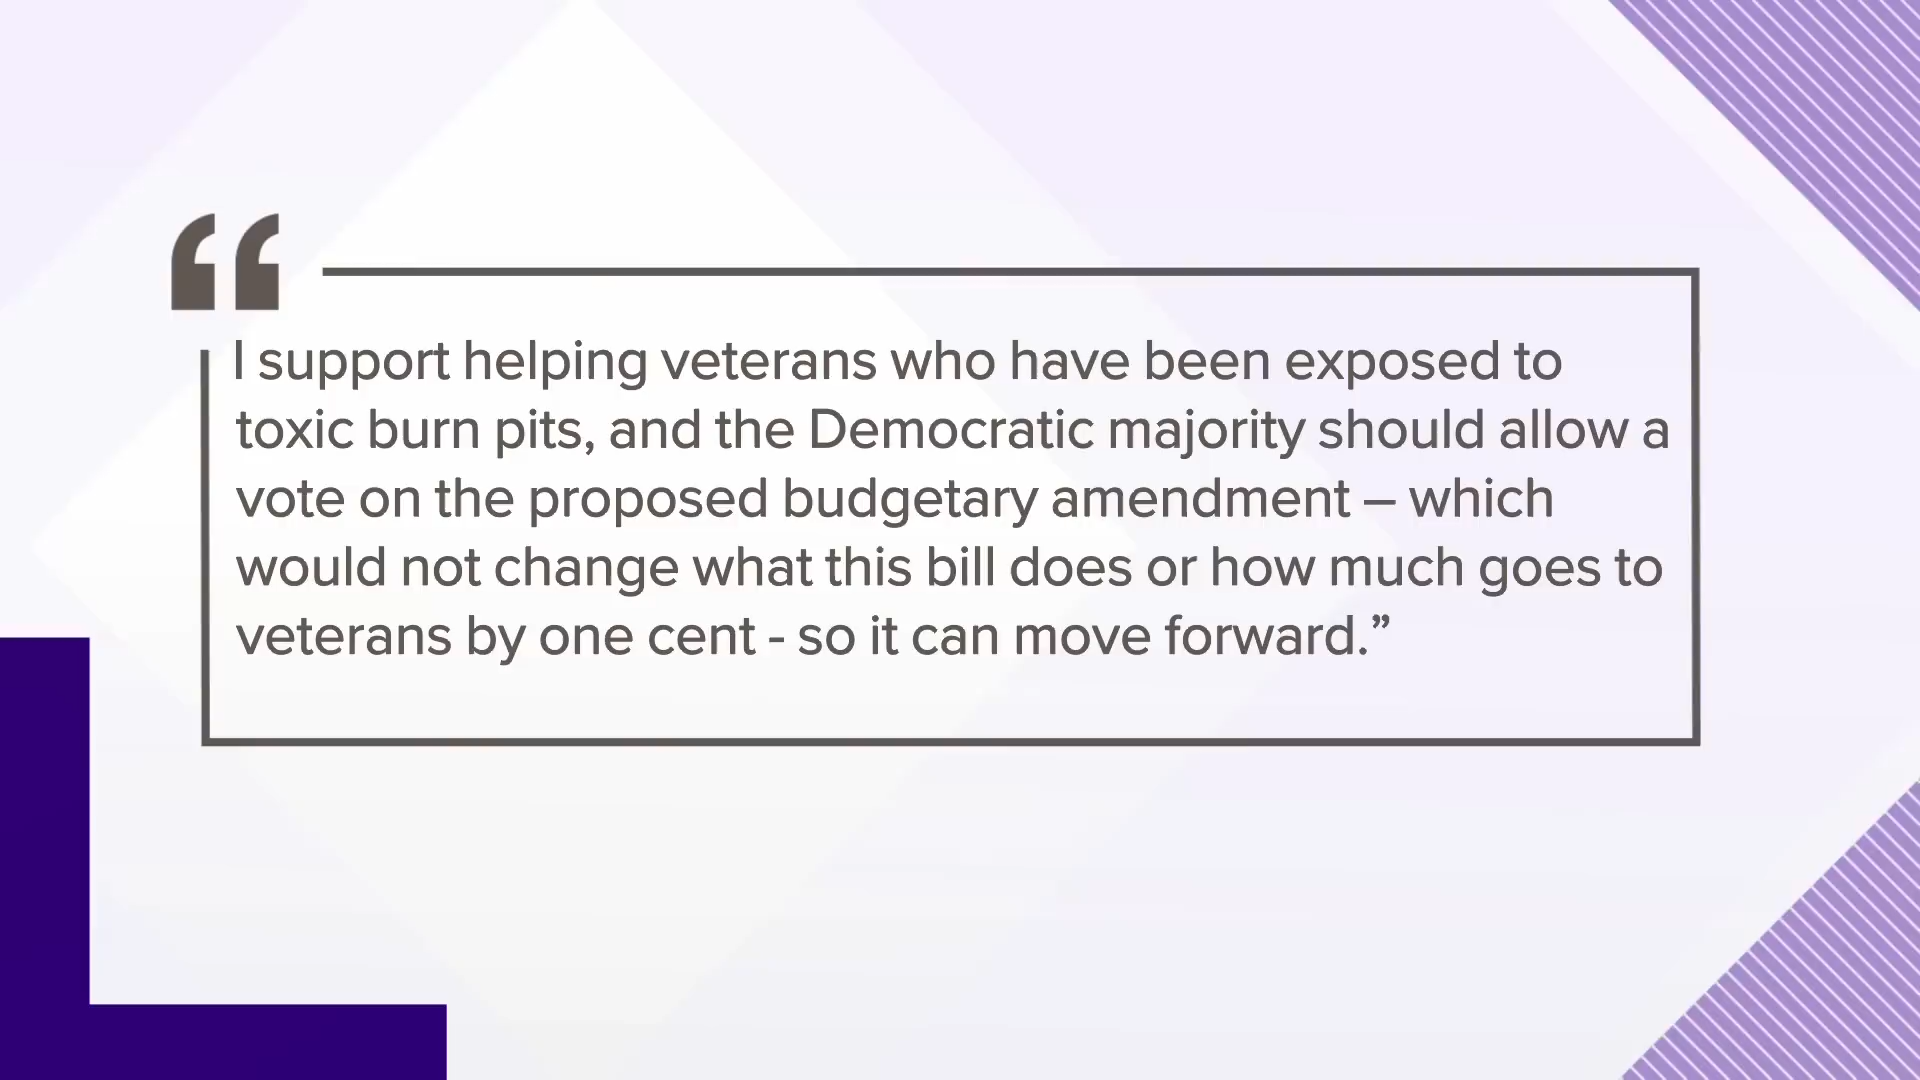 “
I support helping veterans who have been exposed to
toxic burn pits, and the Democratic majority should allow a
vote on the proposed budgetary amendment – which
would not change what this bill does or how much goes to
veterans by one cent - so it can move forward.”